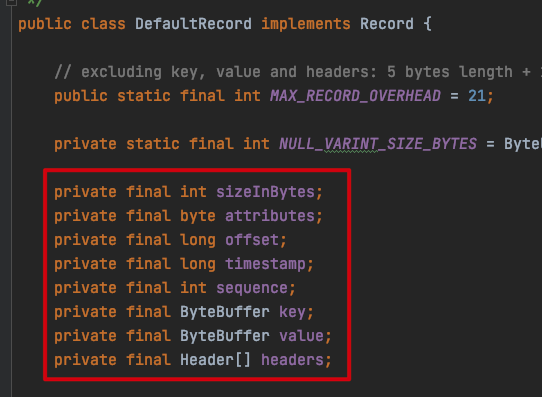 */
public class DefaultRecord implements Record {
// excluding key, value and headers: 5 bytes length +
public static final int MAX_RECORD_OVERHEAD = 21;
private static final int NULL_VARINT_SIZE_BYTES = Byte
private final int sizeInBytes;
private final byte attributes;
private final long offset;
private final long timestamp;
private final int sequence;
private final ByteBuffer key;
private final ByteBuffer value;
private final Header[] headers;